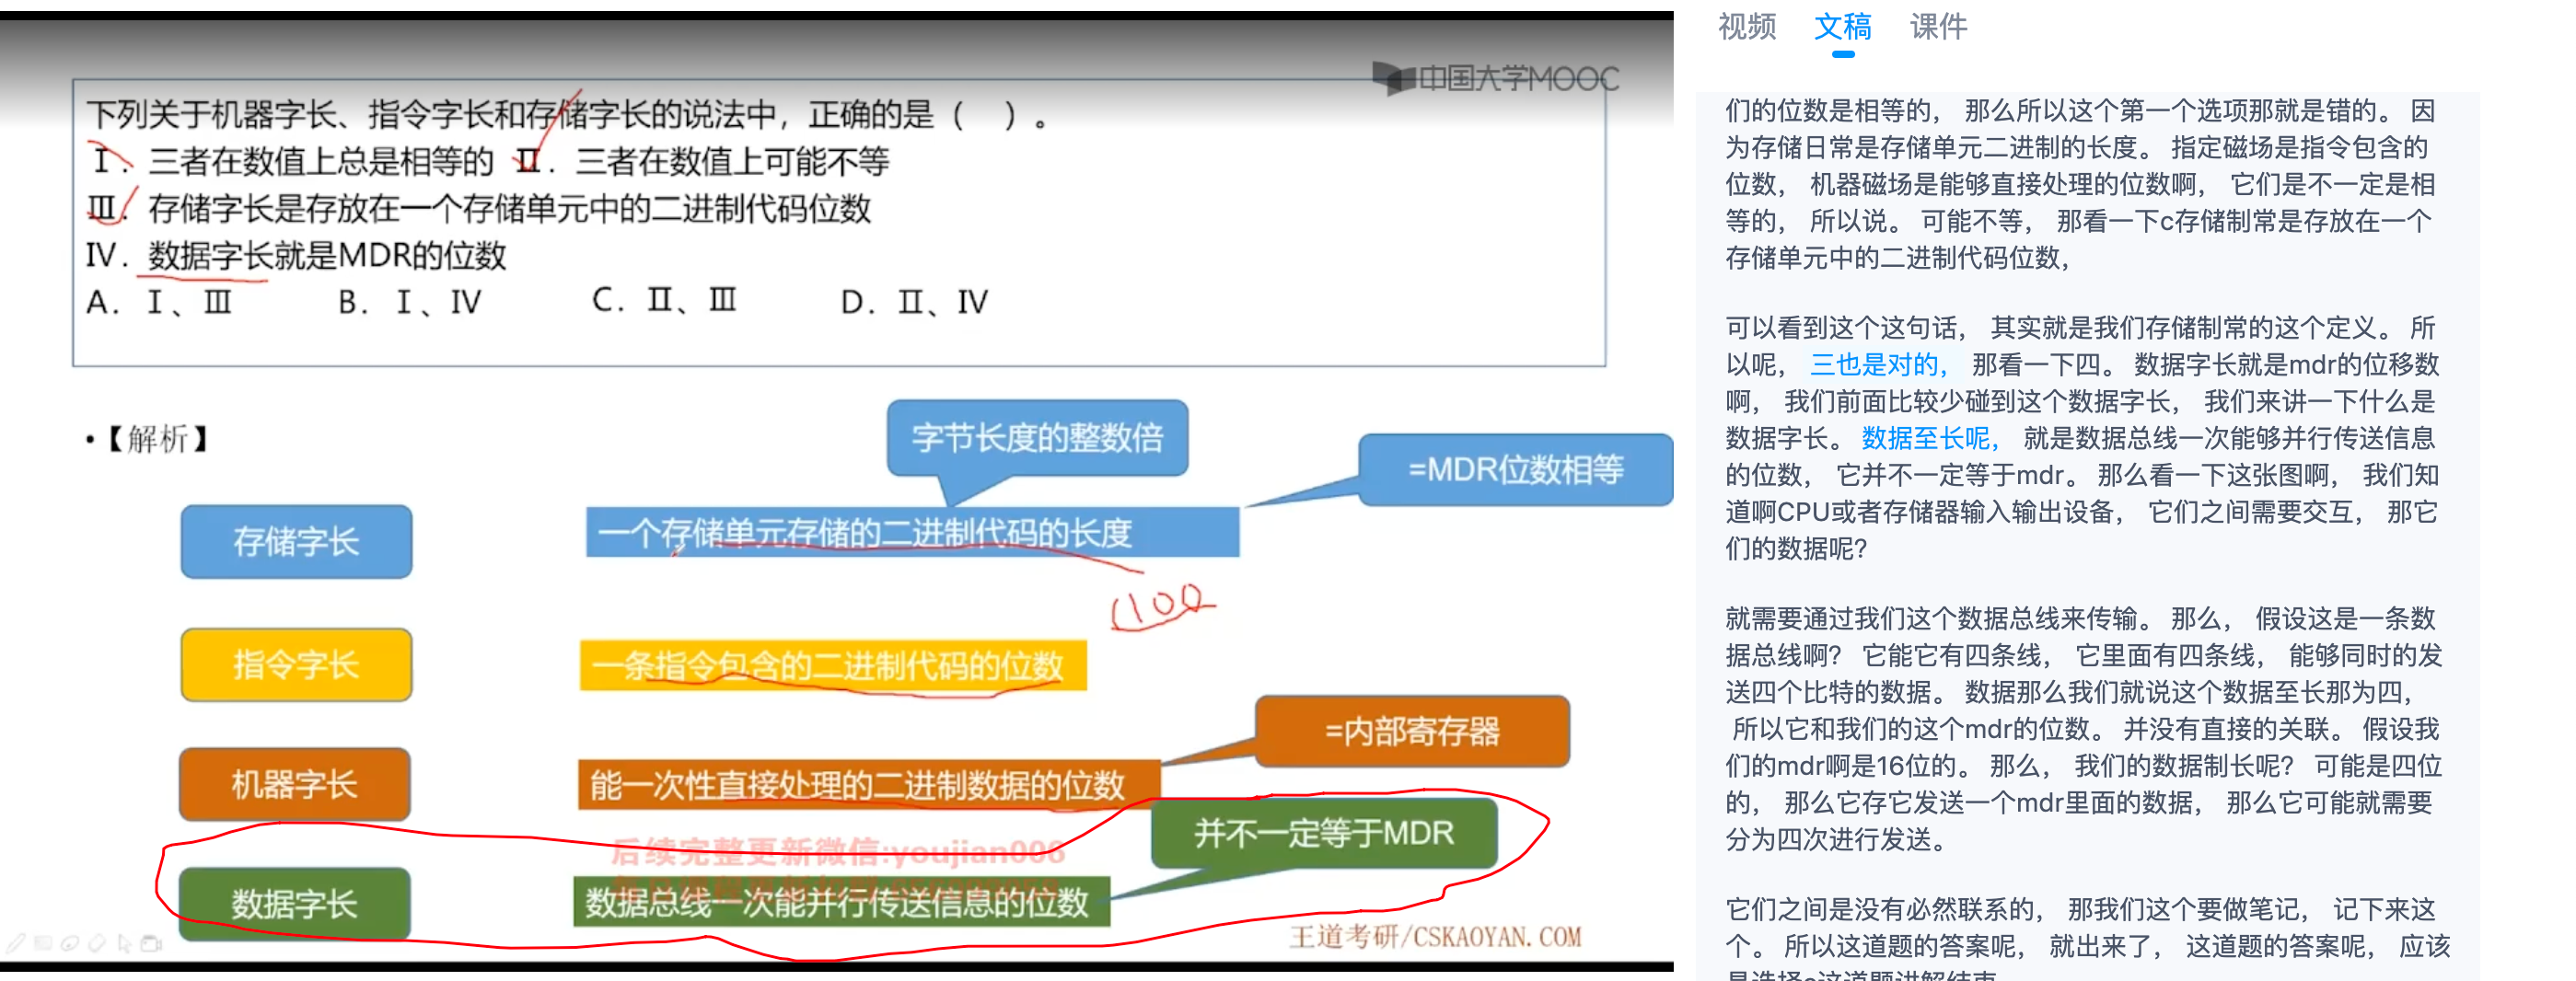 中国大学MOOC
下列关于机器字长、指令字长和存储字长的说法中，正确的是（　）。
Ⅰ．三者在数值上总是相等的 Ⅱ．三者在数值上可能不等
Ⅲ．存储字长是存放在一个存储单元中的二进制代码位数
Ⅳ．数据字长就是MDR的位数
A．Ⅰ、Ⅲ B．Ⅰ、Ⅳ C．Ⅱ、Ⅲ D．Ⅱ、Ⅳ
•【解析】
字节长度的整数倍
=MDR位数相等
存储字长
一个存储单元存储的二进制代码的长度
1100
指令字长
一条指令包含的二进制代码的位数
=内部寄存器
机器字长
能一次性直接处理的二进制数据的位数
并不一定等于MDR
后续完整更新微信:youjian006
数据字长
数据总线一次能并行传送信息的位数
王道考研/CSKAOYAN.COM
视频 文稿 课件
们的位数是相等的， 那么所以这个第一个选项那就是错的。 因
为存储日常是存储单元二进制的长度。 指定磁场是指令包含的
位数， 机器磁场是能够直接处理的位数啊， 它们是不一定是相
等的， 所以说。 可能不等， 那看一下c存储制常是存放在一个
存储单元中的二进制代码位数，
可以看到这个这句话， 其实就是我们存储制常的这个定义。 所
以呢， 三也是对的， 那看一下四。 数据字长就是mdr的位移数
啊， 我们前面比较少碰到这个数据字长， 我们来讲一下什么是
数据字长。 数据至长呢， 就是数据总线一次能够并行传送信息
的位数， 它并不一定等于mdr。 那么看一下这张图啊， 我们知
道啊CPU或者存储器输入输出设备， 它们之间需要交互， 那它
们的数据呢？
就需要通过我们这个数据总线来传输。 那么， 假设这是一条数
据总线啊？ 它能它有四条线， 它里面有四条线， 能够同时的发
送四个比特的数据。 数据那么我们就说这个数据至长那为四，
所以它和我们的这个mdr的位数。 并没有直接的关联。 假设我
们的mdr啊是16位的。 那么， 我们的数据制长呢？ 可能是四位
的， 那么它存它发送一个mdr里面的数据， 那么它可能就需要
分为四次进行发送。
它们之间是没有必然联系的， 那我们这个要做笔记， 记下来这
个。 所以这道题的答案呢， 就出来了， 这道题的答案呢， 应该